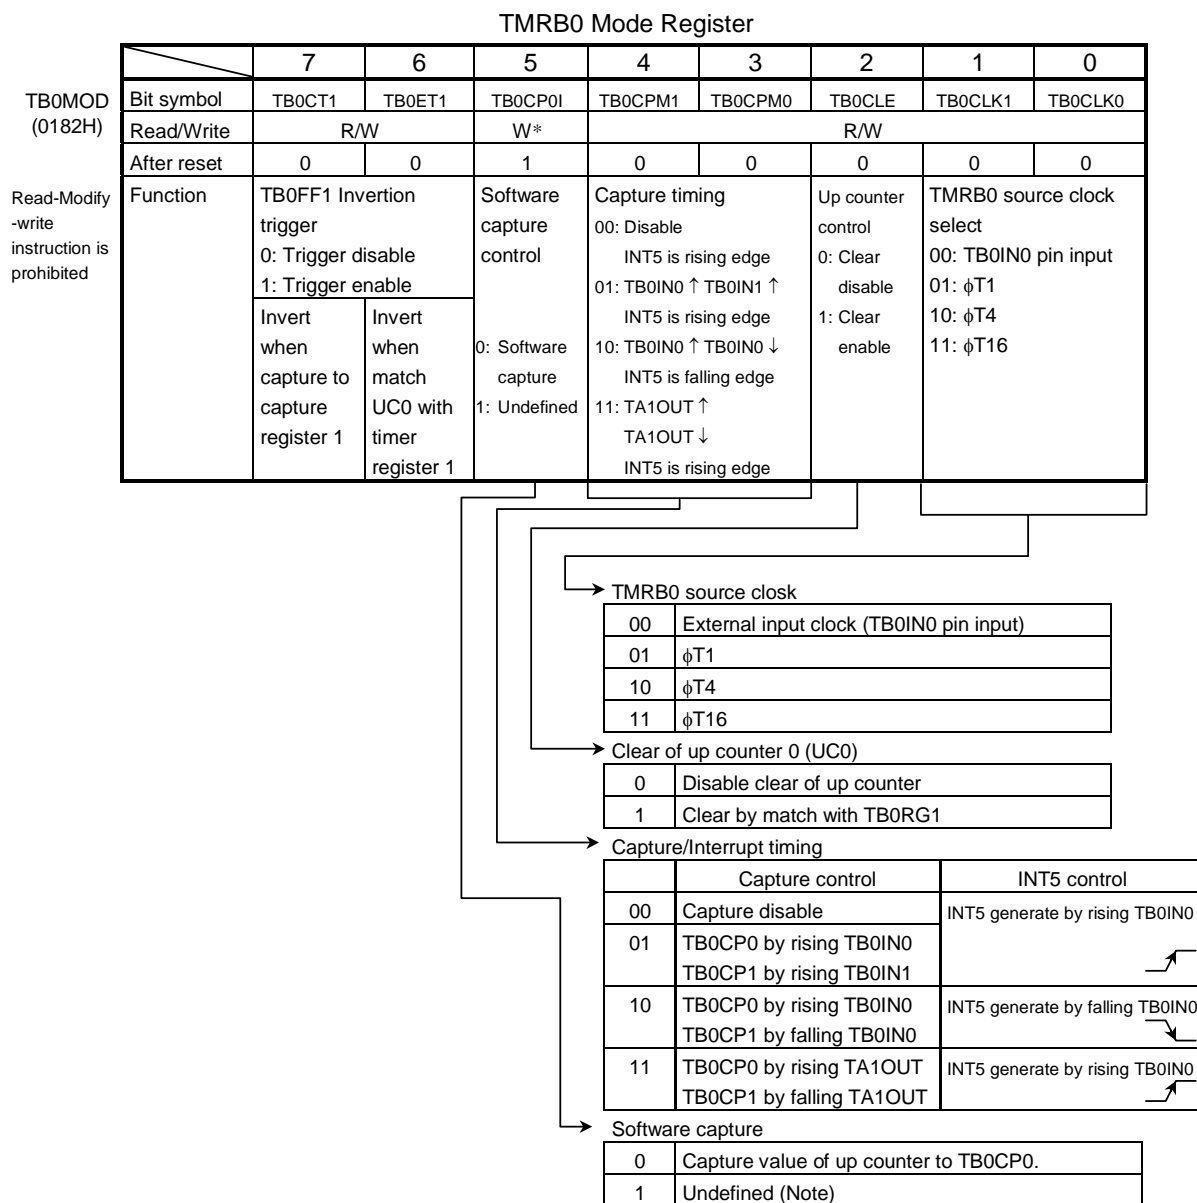 TMRB0 Mode Register
7 6 5 4 3 2 1 0
TB0MOD
(0182H)
Bit symbol TB0CT1 TB0ET1 TB0CP0I TB0CPM1 TB0CPM0 TB0CLE TB0CLK1 TB0CLK0
Read/Write R/W W* R/W
After reset 0 0 1 0 0 0 0 0
Read-Modify
-write
instruction is
prohibited
Function
TB0FF1 Invertion
trigger
0: Trigger disable
1: Trigger enable
Invert
when
capture to
capture
register 1
Invert
when
match
UC0 with
timer
register 1
Software
capture
control
0: Software
capture
1: Undefined
Capture timing
00: Disable
INT5 is rising edge
01: TB0IN0 ↑ TB0IN1 ↑
INT5 is rising edge
10: TB0IN0 ↑ TB0IN0 ↓
INT5 is falling edge
11: TA1OUT ↑
TA1OUT ↓
INT5 is rising edge
Up counter
control
0: Clear
disable
1: Clear
enable
TMRB0 source clock
select
00: TB0IN0 pin input
01: ϕT1
10: ϕT4
11: ϕT16
TMRB0 source closk
00 External input clock (TB0IN0 pin input)
01 ϕT1
10 ϕT4
11 ϕT16
Clear of up counter 0 (UC0)
0 Disable clear of up counter
1 Clear by match with TB0RG1
Capture/Interrupt timing
Capture control INT5 control
00 Capture disable INT5 generate by rising TB0IN0
01 TB0CP0 by rising TB0IN0
TB0CP1 by rising TB0IN1
10 TB0CP0 by rising TB0IN0 INT5 generate by falling TB0IN0
TB0CP1 by falling TB0IN0
11 TB0CP0 by rising TA1OUT INT5 generate by rising TB0IN0
TB0CP1 by falling TA1OUT
Software capture
0 Capture value of up counter to TB0CP0.
1 Undefined (Note)